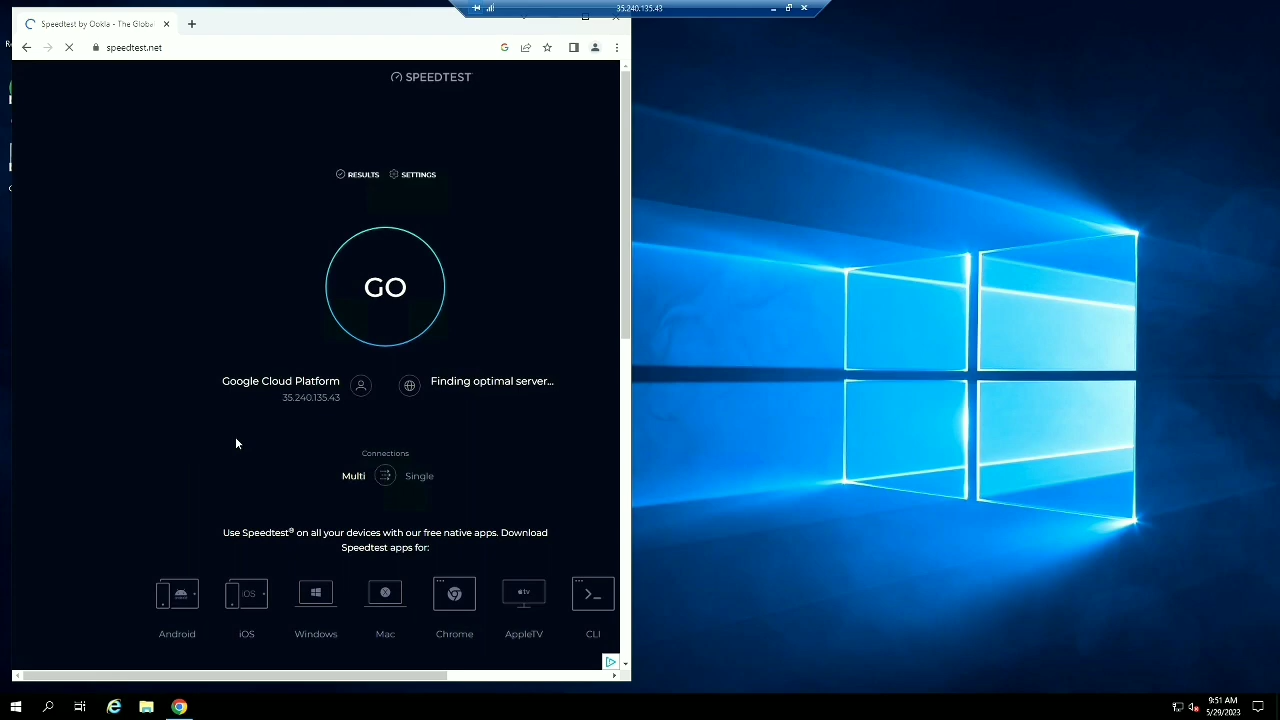 35.240.135.43
Speedtest by Ookla - The Globa
speedtest.net
SPEEDTEST
RESULTS SETTINGS
GO
Google Cloud Platform
35.240.135.43
Finding optimal server...
Connections
Multi Single
Use Speedtest® on all your devices with our free native apps. Download
Speedtest apps for:
Android iOS Windows Mac Chrome AppleTV CLI
9:51 AM
5/29/2023